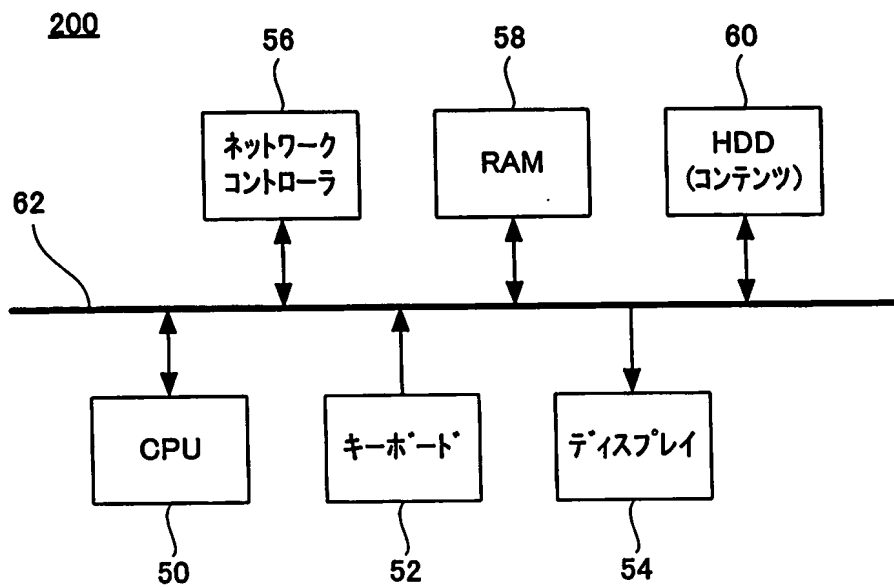 200
56
58
60
ネットワーク
コントローラ
RAM
HDD
(コンテンツ)
62
CPU
キーボード
ディスプレイ
50
52
54